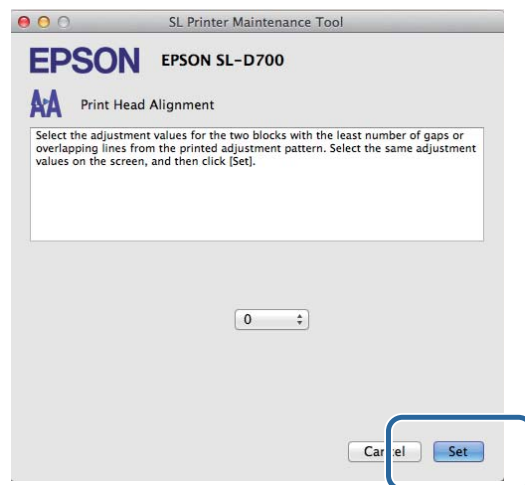 SL Printer Maintenance Tool
EPSON EPSON SL-D700
Print Head Alignment
Select the adjustment values for the two blocks with the least number of gaps or
overlapping lines from the printed adjustment pattern. Select the same adjustment
values on the screen, and then click [Set].
0
Cancel Set